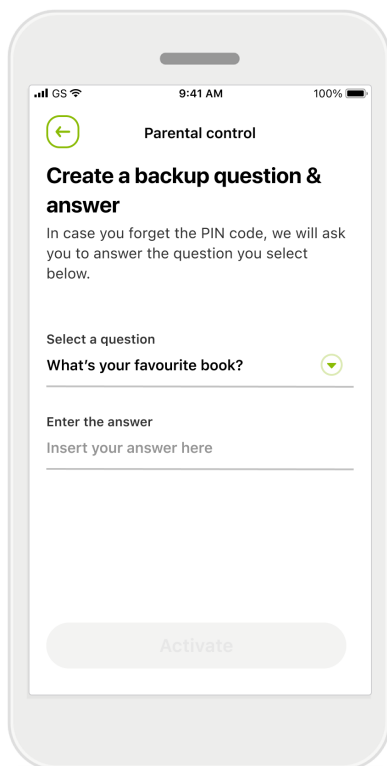 GS 9:41 AM 100%
Parental control
Create a backup question &
answer
In case you forget the PIN code, we will ask
you to answer the question you select
below.
Select a question
What's your favourite book?
Enter the answer
Insert your answer here
Activate